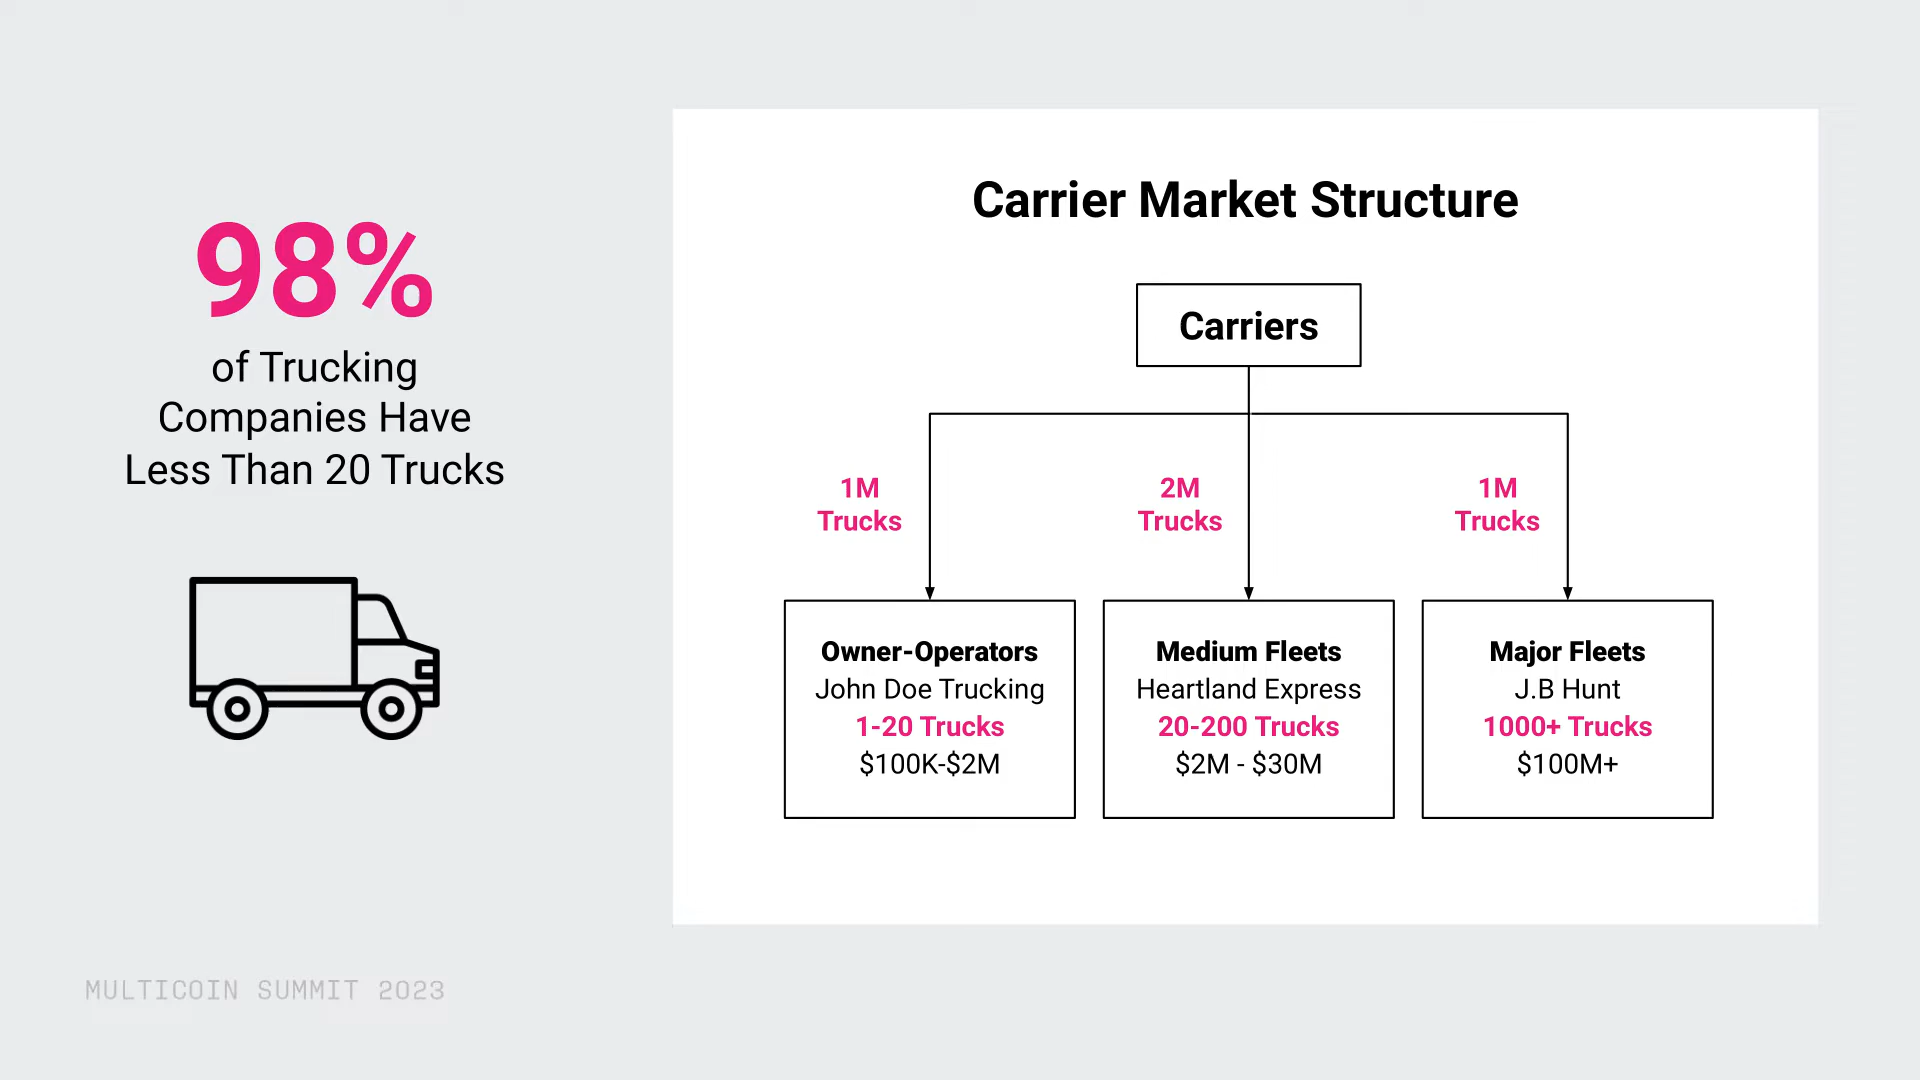 98%
of Trucking
Companies Have
Less Than 20 Trucks
Carrier Market Structure
Carriers
1M
Trucks
2M
Trucks
1M
Trucks
Owner-Operators
John Doe Trucking
1-20 Trucks
$100K-$2M
Medium Fleets
Heartland Express
20-200 Trucks
$2M - $30M
Major Fleets
J.B Hunt
1000+ Trucks
$100M+
MULTICOIN SUMMIT 2023